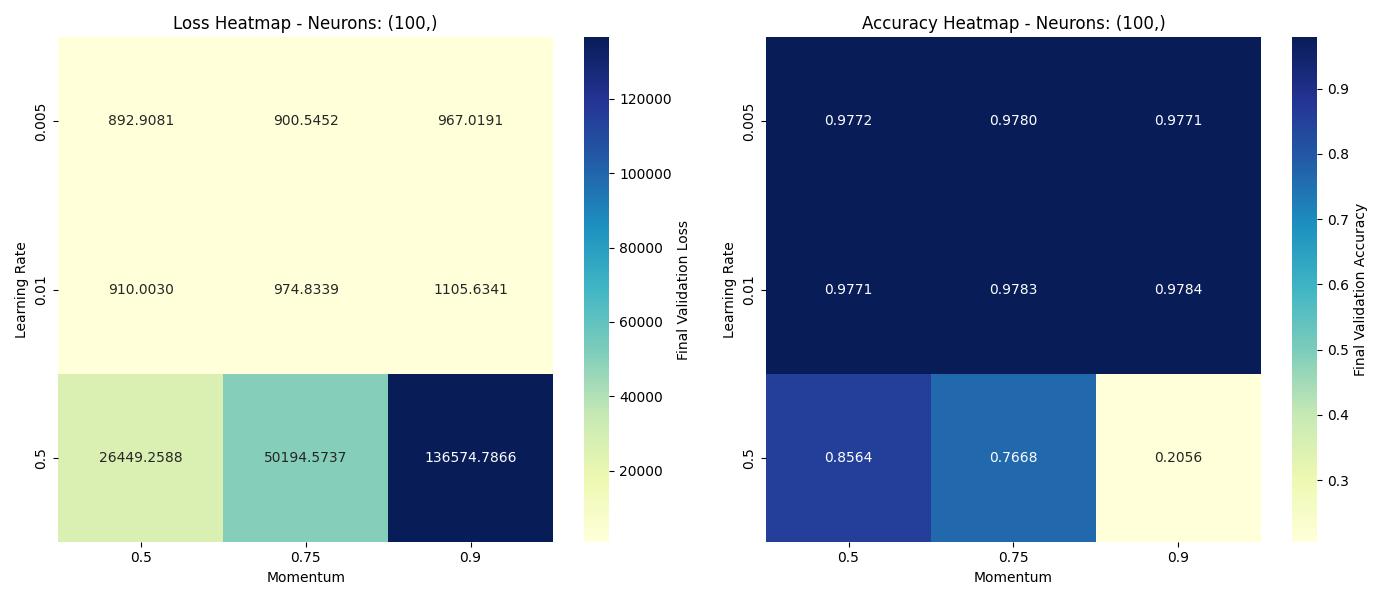 Loss Heatmap - Neurons: (100,)
Learning Rate
0.005
0.01
0.5
892.9081 900.5452 967.0191
910.0030 974.8339 1105.6341
26449.2588 50194.5737 136574.7866
0.5 0.75 0.9
Momentum
120000
100000
80000
60000
40000
20000
Final Validation Loss
Accuracy Heatmap - Neurons: (100,)
Learning Rate
0.005
0.01
0.5
0.9772 0.9780 0.9771
0.9771 0.9783 0.9784
0.8564 0.7668 0.2056
0.5 0.75 0.9
Momentum
0.9
0.8
0.7
0.6
0.5
0.4
0.3
Final Validation Accuracy